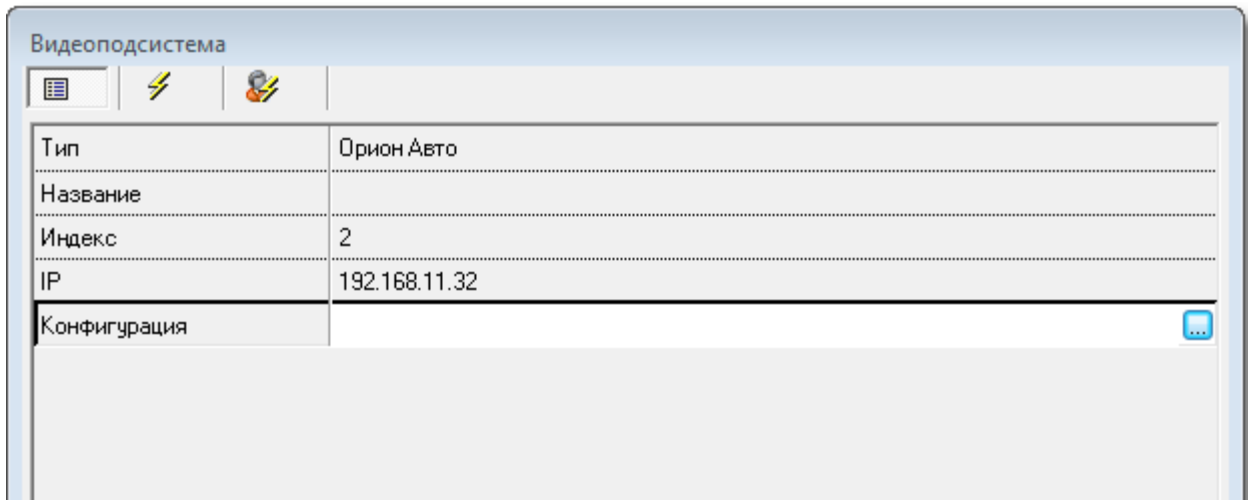 Видеоподсистема
Тип Орион Авто
Название
Индекс 2
IP 192.168.11.32
Конфигурация ...